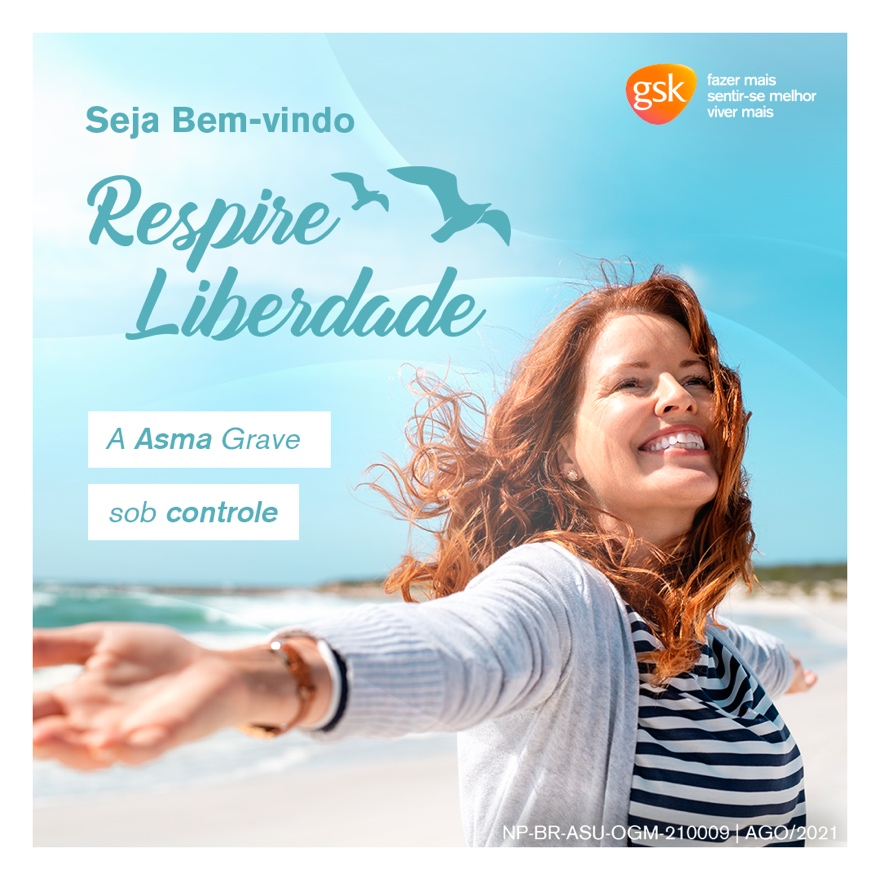 Seja Bem-vindo
gsk
fazer mais
sentir-se melhor
viver mais
Respire
Liberdade
A Asma Grave
sob controle
NP-BR-ASU-OGM-210009 | AGO/2021